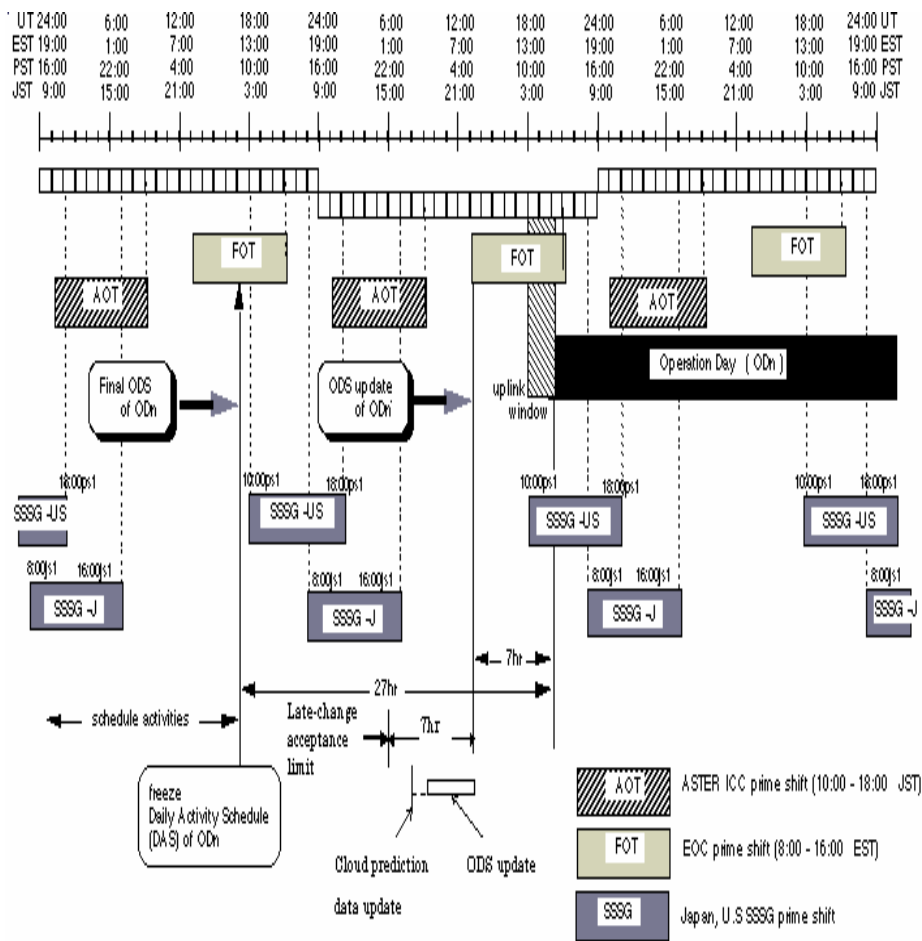 UT 24:00 6:00 12:00 18:00 24:00 6:00 12:00 18:00 24:00 6:00 12:00 18:00 24:00 UT
EST 19:00 1:00 7:00 13:00 19:00 1:00 7:00 13:00 19:00 1:00 7:00 13:00 19:00 EST
PST 16:00 22:00 4:00 10:00 16:00 22:00 4:00 10:00 16:00 22:00 4:00 10:00 16:00 PST
JST 9:00 15:00 21:00 3:00 9:00 15:00 21:00 3:00 9:00 15:00 21:00 3:00 9:00 JST
FOT FOT FOT
AOT AOT AOT
Final ODS
of ODn
ODS update
of ODn
uplink
window
Operation Day ( ODn )
18:00ps1 10:00ps1 18:00ps1 10:00ps1 18:00ps1 10:00ps1 18:00ps1
SSSG -US SSSG -US SSSG -US SSSG -US
8:00js1 16:00js1 8:00js1 16:00js1 8:00js1 16:00js1 8:00js1
SSSG -J SSSG -J SSSG -J SSSG -J
7hr
27hr
schedule activities
Late-change
acceptance
limit
7hr
freeze
Daily Activity Schedule
(DAS) of ODn
Cloud prediction
data update
ODS update
AOT ASTER ICC prime shift (10:00 - 18:00 JST)
FOT EOC prime shift (8:00 - 16:00 EST)
SSSG Japan, U.S SSSG prime shift